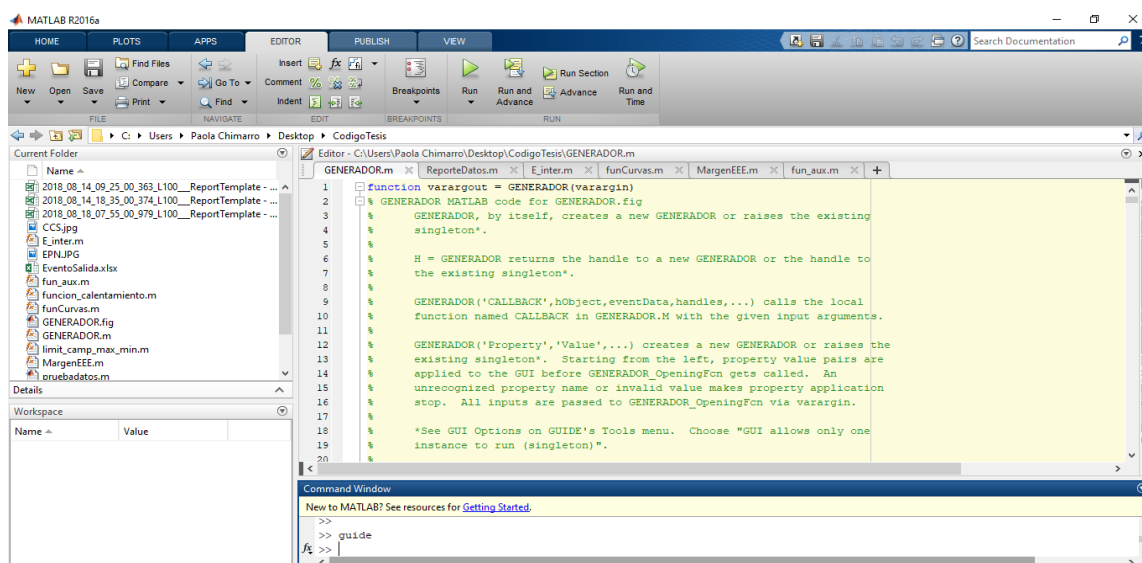 MATLAB R2016a
HOME PLOTS APPS EDITOR PUBLISH VIEW
Search Documentation
New Open Save
Find Files
Compare
Print
Go To
Find
Insert fx
Comment
Indent
Breakpoints
Run
Run and Advance
Run Section
Advance
Run and Time
FILE NAVIGATE EDIT BREAKPOINTS RUN
C: Users Paola Chimarro Desktop CodigoTesis
Current Folder
Name
2018_08_14_09_25_00_363_L100__ReportTemplate - ...
2018_08_14_18_35_00_374_L100__ReportTemplate - ...
2018_08_18_07_55_00_979_L100__ReportTemplate - ...
CCS.jpg
E_inter.m
EPN.JPG
EventoSalida.xlsx
fun_aux.m
funcion_calentamiento.m
funCurvas.m
GENERADOR.fig
GENERADOR.m
limit_camp_max_min.m
MargenEEE.m
pruebadatos.m
Details
Workspace
Name Value
Editor - C:\Users\Paola Chimarro\Desktop\CodigoTesis\GENERADOR.m
GENERADOR.m ReporteDatos.m E_inter.m funCurvas.m MargenEEE.m fun_aux.m
1 function varargout = GENERADOR(varargin)
2 % GENERADOR MATLAB code for GENERADOR.fig
3 % GENERADOR, by itself, creates a new GENERADOR or raises the existing
4 % singleton*.
5 %
6 % H = GENERADOR returns the handle to a new GENERADOR or the handle to
7 % the existing singleton*.
8 %
9 % GENERADOR('CALLBACK',hObject,eventData,handles,...) calls the local
10 % function named CALLBACK in GENERADOR.M with the given input arguments.
11 %
12 % GENERADOR('Property','Value',...) creates a new GENERADOR or raises the
13 % existing singleton*. Starting from the left, property value pairs are
14 % applied to the GUI before GENERADOR_OpeningFcn gets called. An
15 % unrecognized property name or invalid value makes property application
16 % stop. All inputs are passed to GENERADOR_OpeningFcn via varargin.
17 %
18 % *See GUI Options on GUIDE's Tools menu. Choose "GUI allows only one
19 % instance to run (singleton)".
20 %
Command Window
New to MATLAB? See resources for Getting Started.
>>
>> guide
fx >>